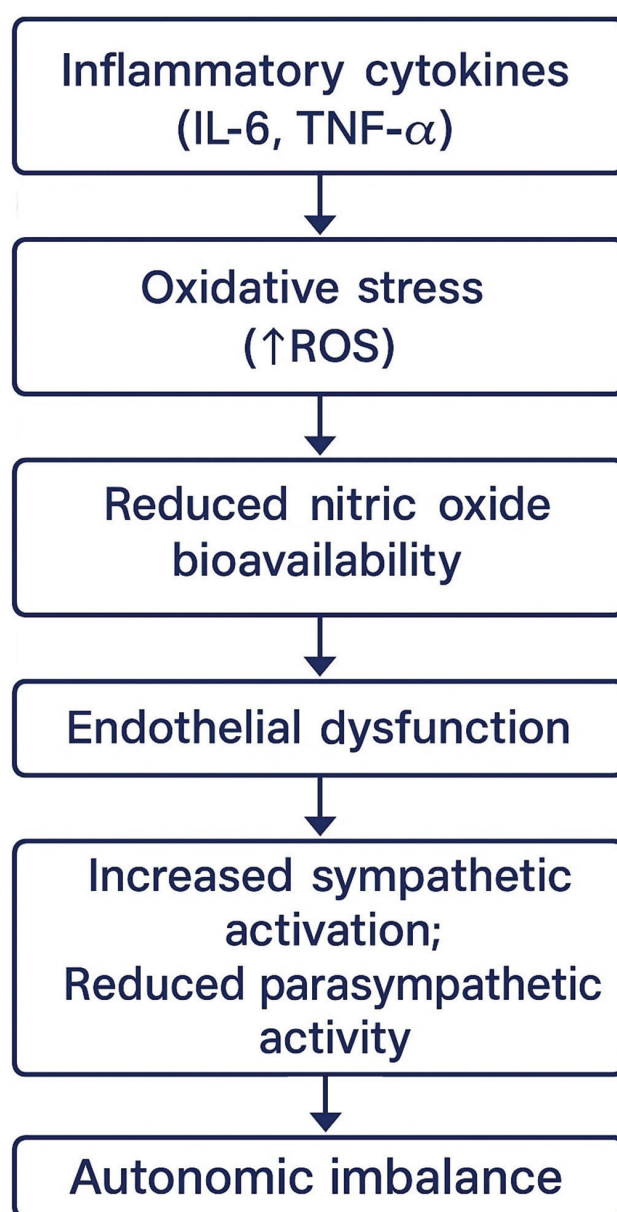 Inflammatory cytokines
(IL-6, TNF-α)
Oxidative stress
(↑ROS)
Reduced nitric oxide
bioavailability
Endothelial dysfunction
Increased sympathetic
activation;
Reduced parasympathetic
activity
Autonomic imbalance